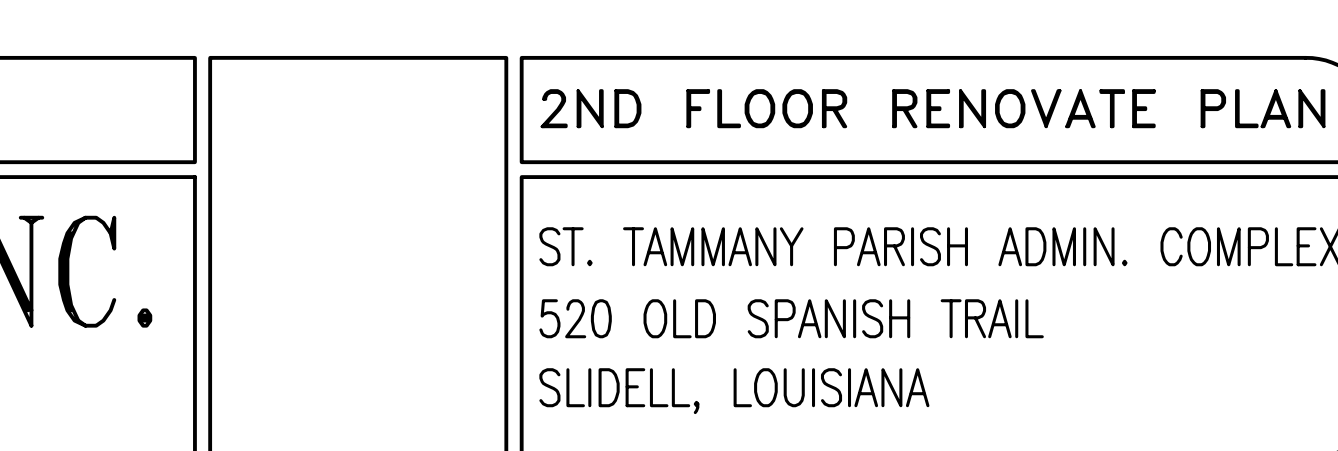 2ND FLOOR RENOVATE PLAN
NC.
ST. TAMMANY PARISH ADMIN. COMPLEX
520 OLD SPANISH TRAIL
SLIDELL, LOUISIANA